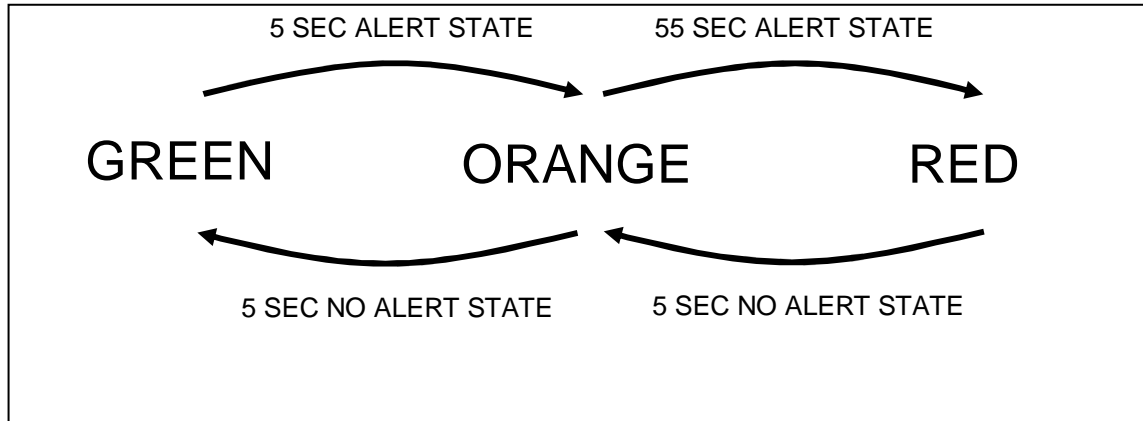 5 SEC ALERT STATE
55 SEC ALERT STATE
GREEN
ORANGE
RED
5 SEC NO ALERT STATE
5 SEC NO ALERT STATE